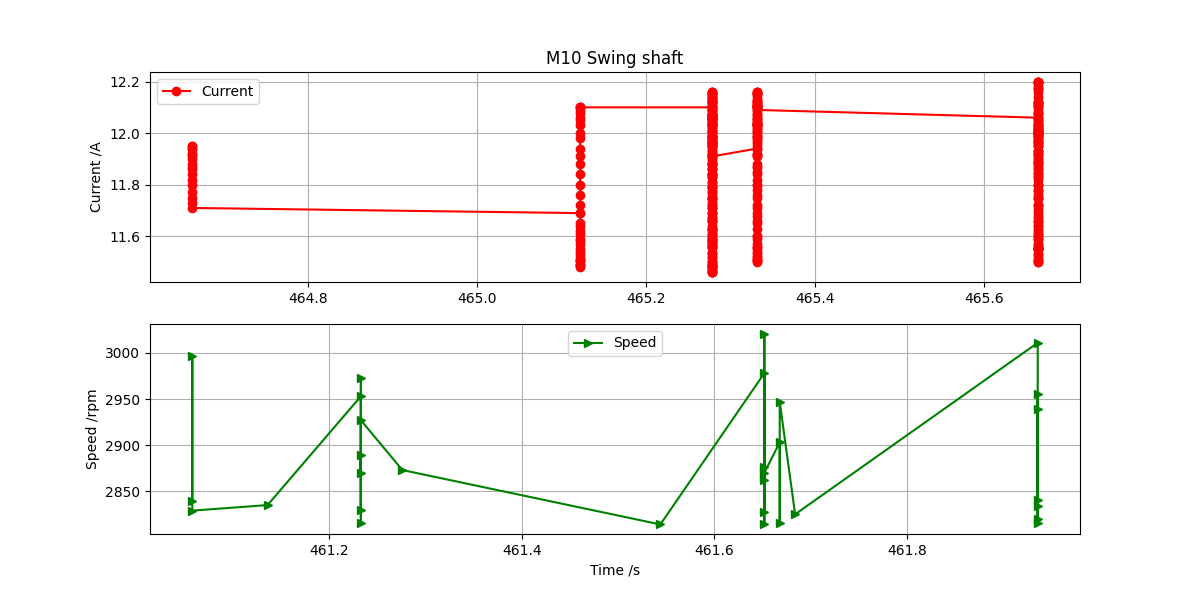 M10 Swing shaft
Current /A
12.2
12.0
11.8
11.6
Current
464.8 465.0 465.2 465.4 465.6
Speed /rpm
3000
2950
2900
2850
Speed
461.2 461.4 461.6 461.8
Time /s